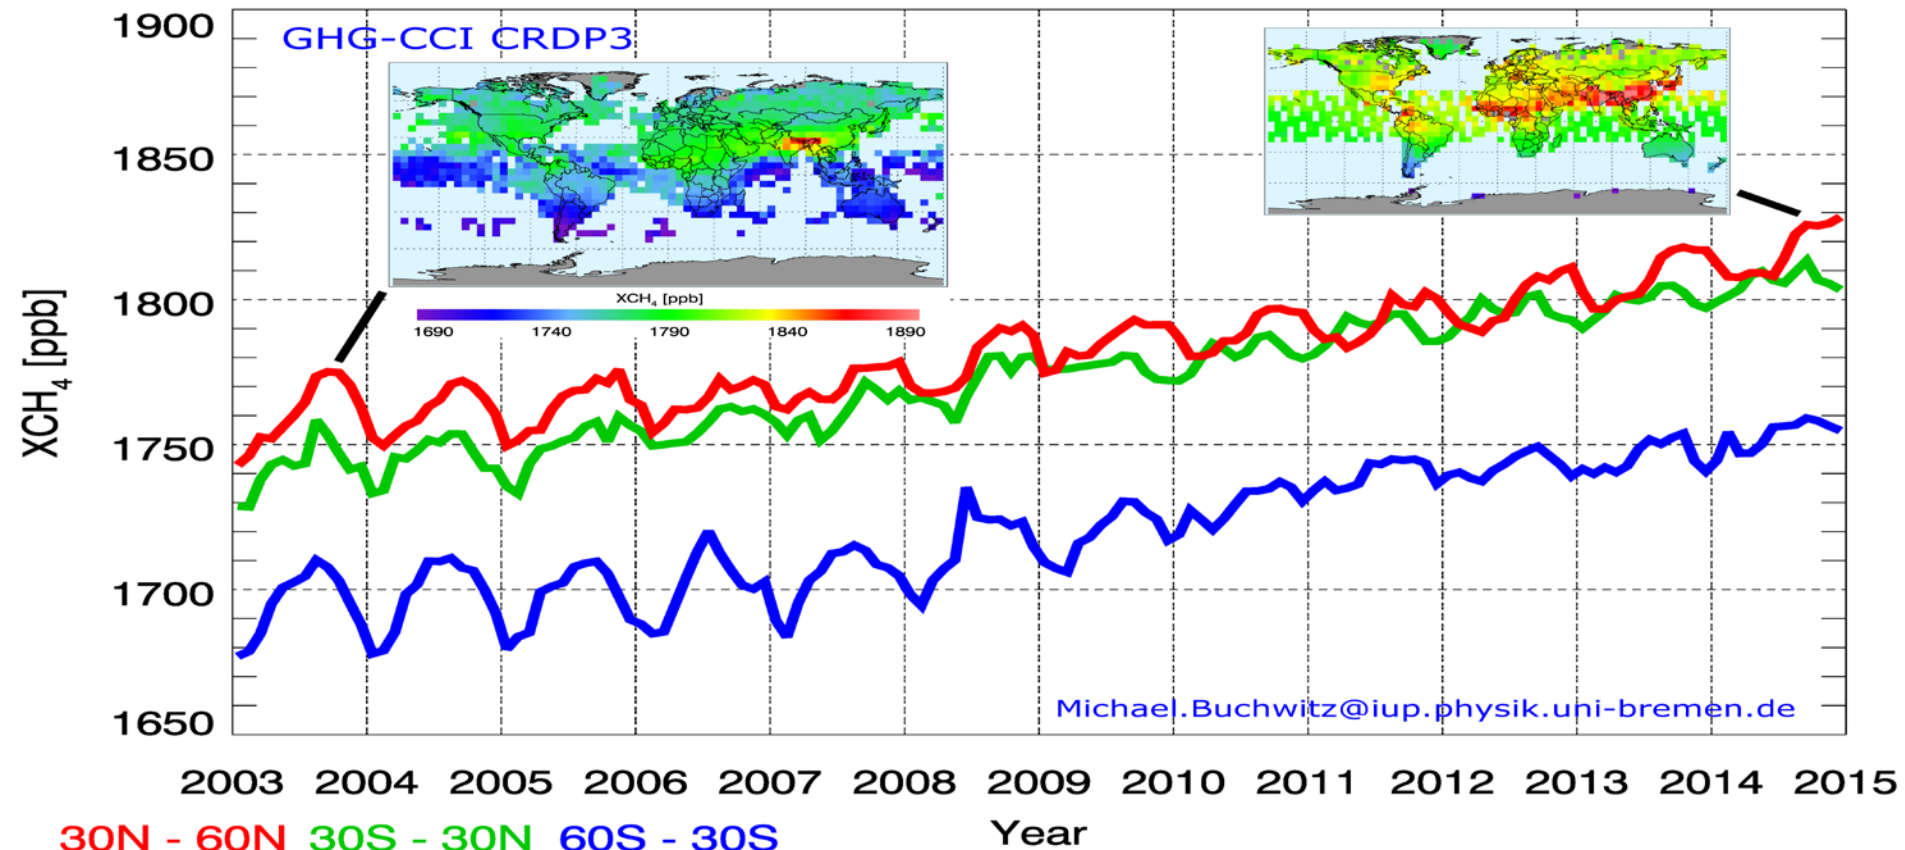 GHG-CCI CRDP3
1900
1850
1800
1750
1700
1650
XCH4 [ppb]
XCH4 [ppb]
1690 1740 1790 1840 1890
Michael.Buchwitz@iup.physik.uni-bremen.de
2003 2004 2005 2006 2007 2008 2009 2010 2011 2012 2013 2014 2015
Year
30N - 60N 30S - 30N 60S - 30S